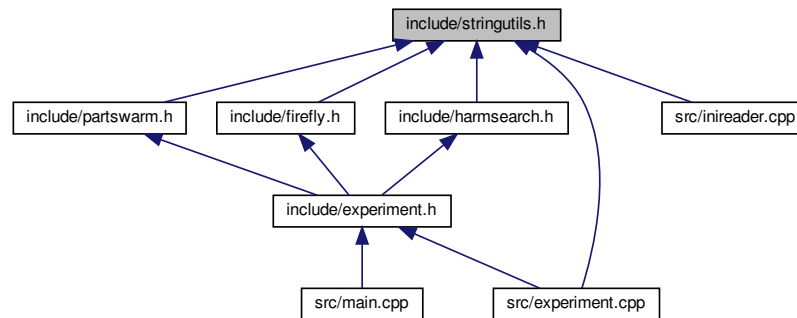 include/stringutils.h
include/partswarm.h
include/firefly.h
include/harmsearch.h
src/inireader.cpp
include/experiment.h
src/main.cpp
src/experiment.cpp